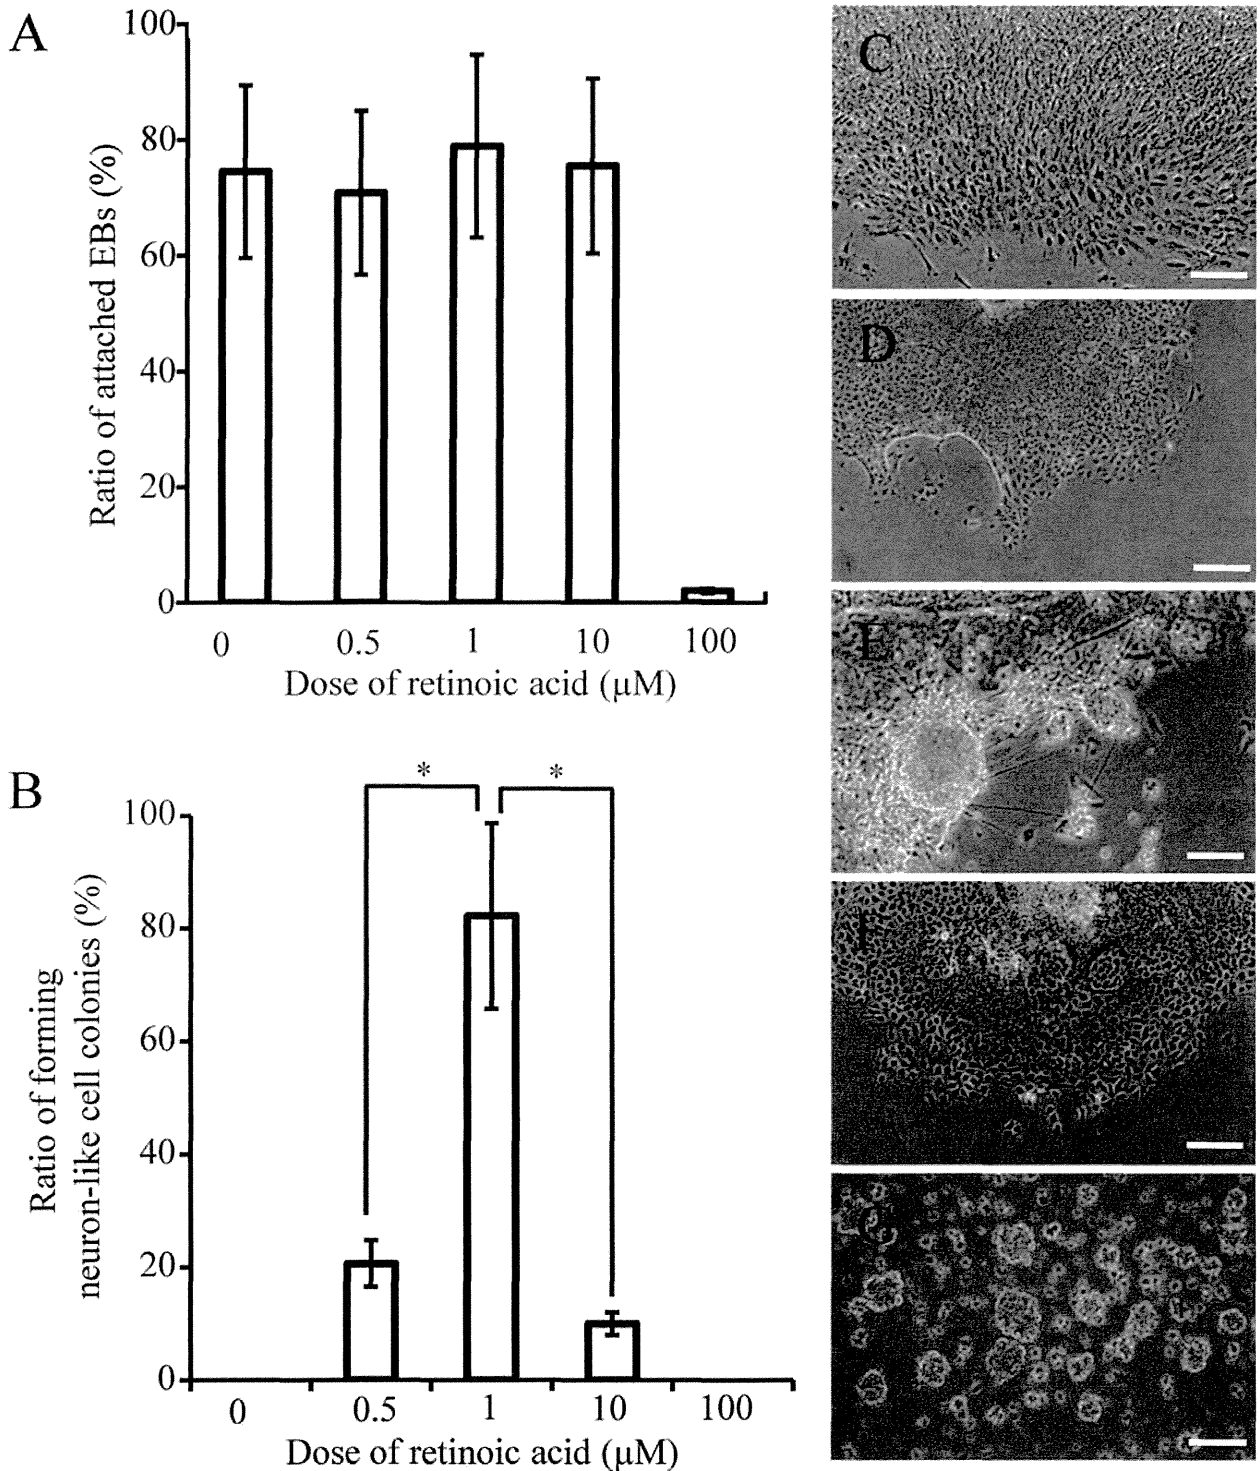 A
100
80
60
40
20
0
Ratio of attached EBs (%)
0 0.5 1 10 100
Dose of retinoic acid (μM)
B
* *
100
80
60
40
20
0
Ratio of forming
neuron-like cell colonies (%)
0 0.5 1 10 100
Dose of retinoic acid (μM)
C
D
E